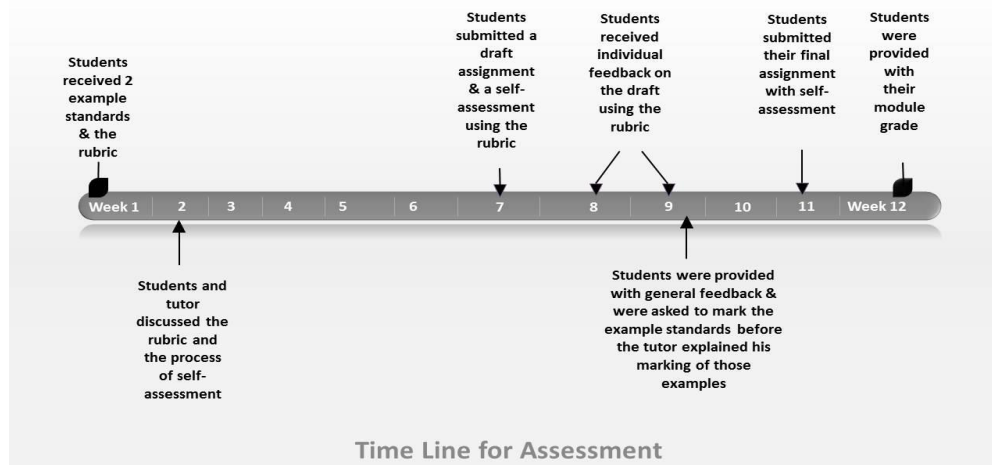 Students
received 2
example
standards
& the
rubric
Students
submitted a
draft
assignment
& a self-
assessment
using the
rubric
Students
received
individual
feedback on
the draft
using the
rubric
Students
submitted
their final
assignment
with self-
assessment
Students
were
provided
with
their
module
grade
Week 1 2 3 4 5 6 7 8 9 10 11 Week 12
Students and
tutor
discussed the
rubric and
the process
of self-
assessment
Students were provided
with general feedback &
were asked to mark the
example standards before
the tutor explained his
marking of those
examples
Time Line for Assessment